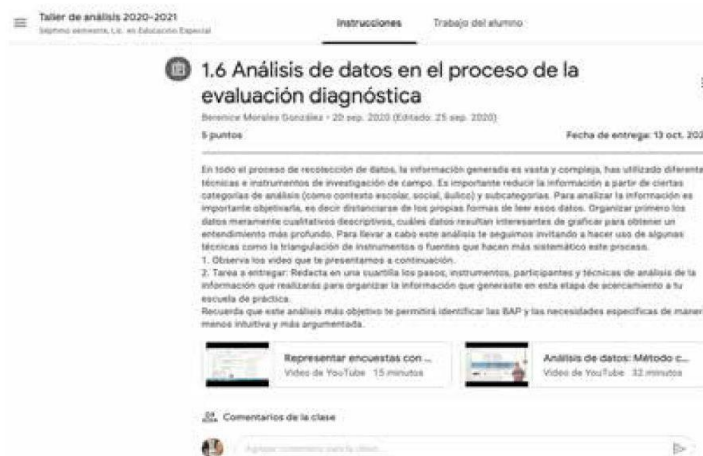 Taller de análisis 2020-2021
Séptimo semestre, Lic. en Educación Especial
Instrucciones
Trabajo del alumno
1.6 Análisis de datos en el proceso de la
evaluación diagnóstica
Berenice Morales González • 20 sep. 2020 (Editado: 25 sep. 2020)
5 puntos
Fecha de entrega: 13 oct. 202
En todo el proceso de recolección de datos, la información generada es vasta y compleja, has utilizado diferente
técnicas e instrumentos de investigación de campo. Es importante reducir la información a partir de ciertas
categorías de análisis (como contexto escolar, social, áulico) y subcategorías. Para analizar la información es
importante objetivarla, es decir distanciarse de los propias formas de leer esos datos. Organizar primero los
datos meramente cualitativos descriptivos, cuáles datos resultan interesantes de graficar para obtener un
entendimiento más profundo. Para llevar a cabo este análisis te seguimos invitando a hacer uso de algunas
técnicas como la triangulación de instrumentos o fuentes que hacen más sistemático este proceso.
1. Observa los video que te presentamos a continuación.
2. Tarea a entregar: Redacta en una cuartilla los pasos, instrumentos, participantes y técnicas de análisis de la
información que realizarás para organizar la información que generaste en esta etapa de acercamiento a tu
escuela de práctica.
Recuerda que este análisis más objetivo te permitirá identificar las BAP y las necesidades específicas de maner
menos intuitiva y más argumentada.
Representar encuestas con ...
Video de YouTube 15 minutos
Análisis de datos: Método c...
Video de YouTube 32 minutos
Comentarios de la clase
Agregar comentario para la clase...